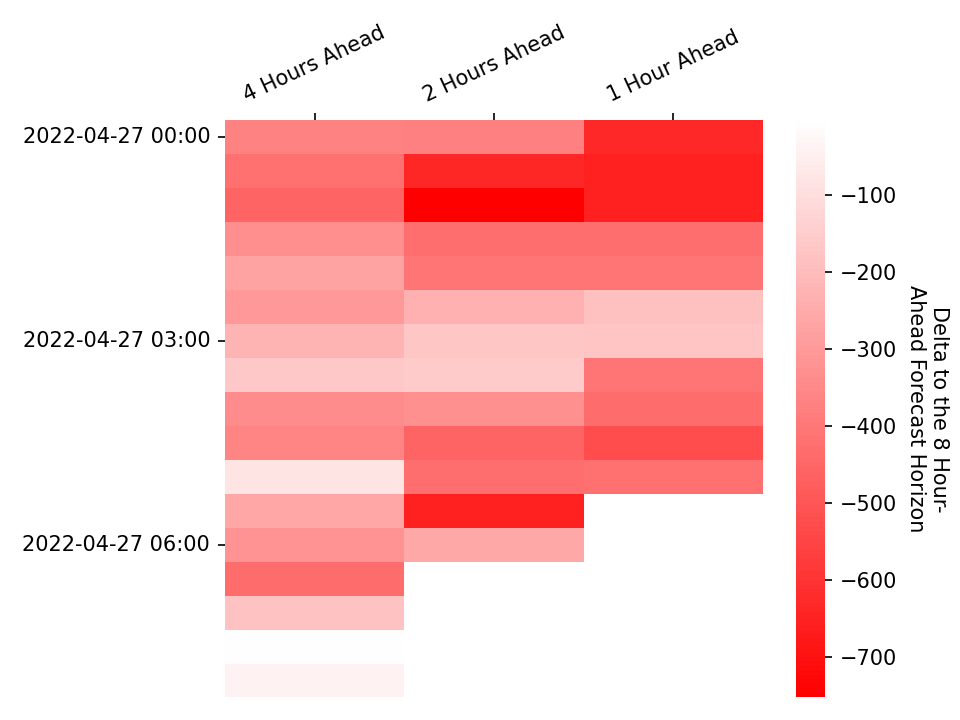 4 Hours Ahead
2 Hours Ahead
1 Hour Ahead
2022-04-27 00:00
2022-04-27 03:00
2022-04-27 06:00
−100
−200
−300
−400
−500
−600
−700
Delta to the 8 Hour-
Ahead Forecast Horizon